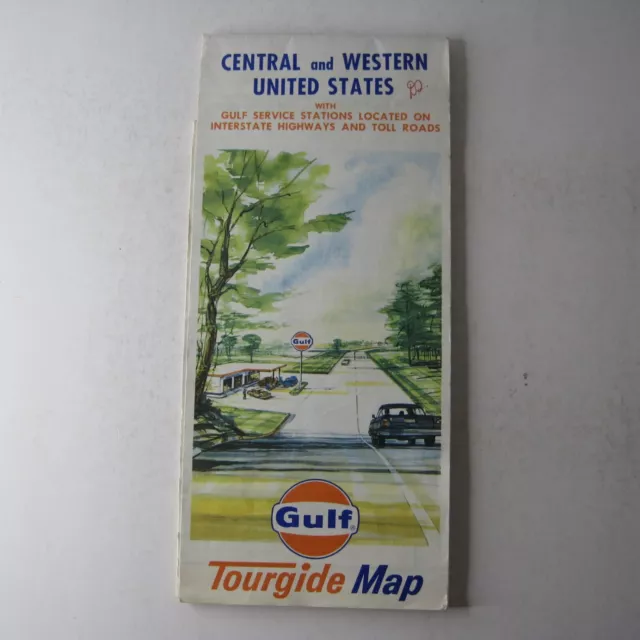 CENTRAL and WESTERN
UNITED STATES
WITH
GULF SERVICE STATIONS LOCATED ON
INTERSTATE HIGHWAYS AND TOLL ROADS
Gulf
Gulf®
Tourgide Map